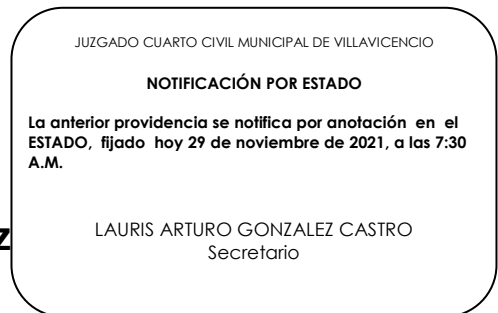 JUZGADO CUARTO CIVIL MUNICIPAL DE VILLAVICENCIO
NOTIFICACIÓN POR ESTADO
La anterior providencia se notifica por anotación en el
ESTADO, fijado hoy 29 de noviembre de 2021, a las 7:30
A.M.
Z
LAURIS ARTURO GONZALEZ CASTRO
Secretario